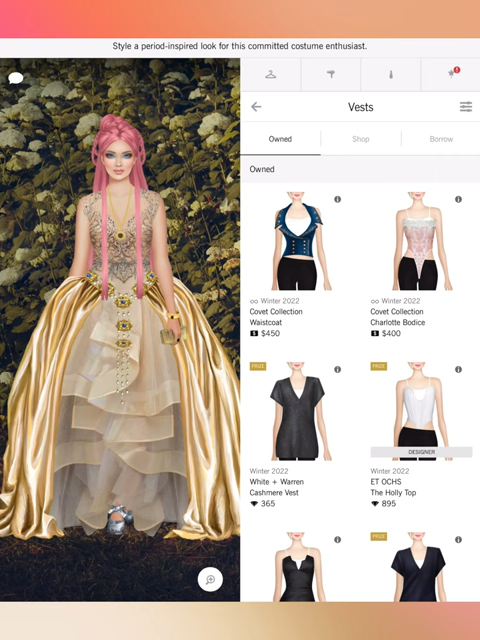 Style a period-inspired look for this committed costume enthusiast.
Vests
Owned
Shop
Borrow
Owned
Winter 2022
Covet Collection
Waistcoat
$ $450
Winter 2022
Covet Collection
Charlotte Bodice
$ $400
PRIZE
Winter 2022
White + Warren
Cashmere Vest
365
PRIZE
DESIGNER
Winter 2022
ET OCHS
The Holly Top
895
PRIZE